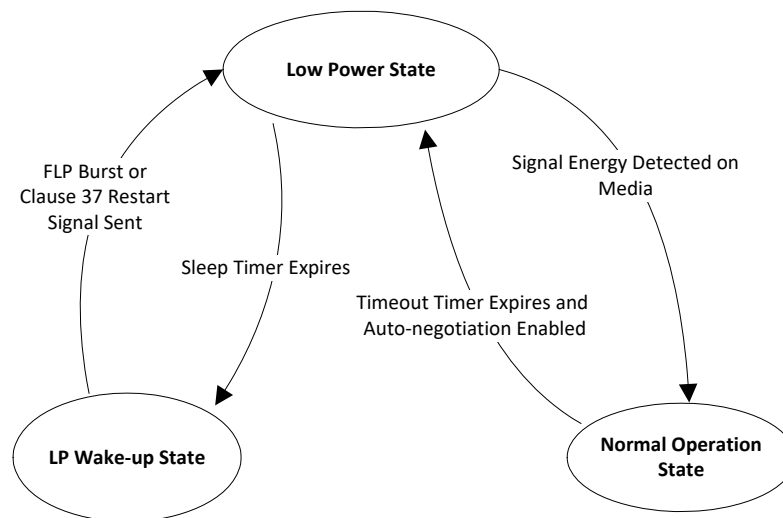 Low Power State
FLP Burst or
Clause 37 Restart
Signal Sent
Signal Energy Detected on
Media
Sleep Timer Expires
Timeout Timer Expires and
Auto-negotiation Enabled
LP Wake-up State
Normal Operation
State